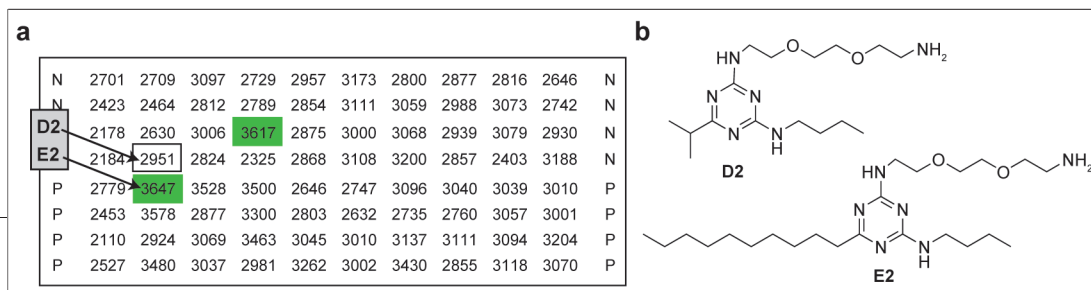 a
N 2701 2709 3097 2729 2957 3173 2800 2877 2816 2646 N
N 2423 2464 2812 2789 2854 3111 3059 2988 3073 2742 N
D2 2178 2630 3006 3617 2875 3000 3068 2939 3079 2930 N
E2 2184 2951 2824 2325 2868 3108 3200 2857 2403 3188 N
P 2779 3647 3528 3500 2646 2747 3096 3040 3039 3010 P
P 2453 3578 2877 3300 2803 2632 2735 2760 3057 3001 P
P 2110 2924 3069 3463 3045 3010 3137 3111 3094 3204 P
P 2527 3480 3037 2981 3262 3002 3430 2855 3118 3070 P
b
HN O O NH2
N N
N N H
D2
HN O O NH2
N N
N N H
E2